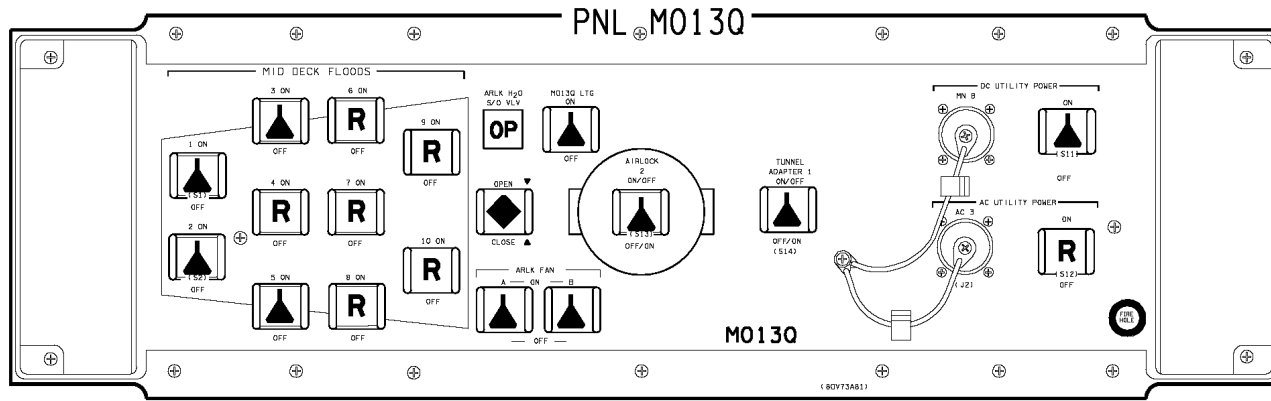 PNL MO13Q
MID DECK FLOODS
1 ON
(S1)
OFF
2 ON
(S2)
OFF
3 ON
OFF
4 ON
R
OFF
5 ON
OFF
6 ON
R
OFF
7 ON
R
OFF
8 ON
R
OFF
9 ON
R
OFF
10 ON
R
OFF
ARLK H2O
S/O VLV
OP
OPEN
CLOSE
MO13Q LTG
ON
OFF
ARLK FAN
A — ON — B
OFF
AIRLOCK
2
ON/OFF
(S13)
OFF/ON
TUNNEL
ADAPTER 1
ON/OFF
OFF/ON
(S14)
DC UTILITY POWER
MN B
ON
(S11)
OFF
AC UTILITY POWER
AC 3
(J2)
ON
R
(S12)
OFF
FIRE
HOLE
MO13Q
(80V73A81)